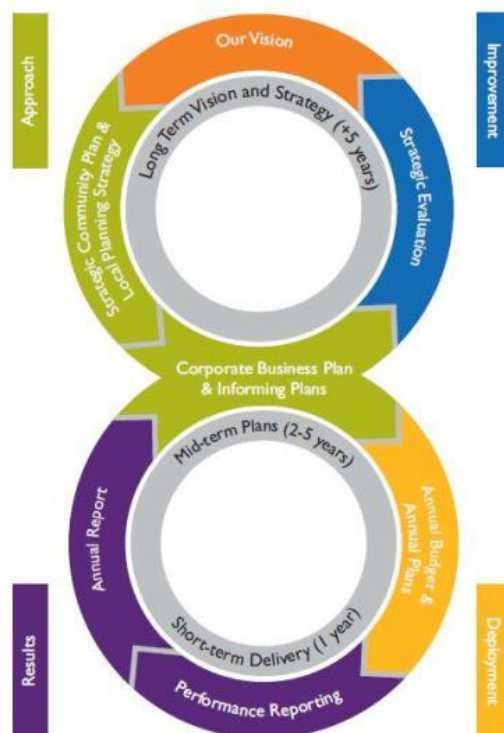 Approach
Improvement
Our Vision
Long Term Vision and Strategy (+5 years)
Strategic Community Plan &
Local Planning Strategy
Strategic Evaluation
Corporate Business Plan
& Informing Plans
Mid-term Plans (2-5 years)
Annual Report
Annual Budgets &
Annual Plans
Short-term Delivery (1 year)
Performance Reporting
Results
Deployment